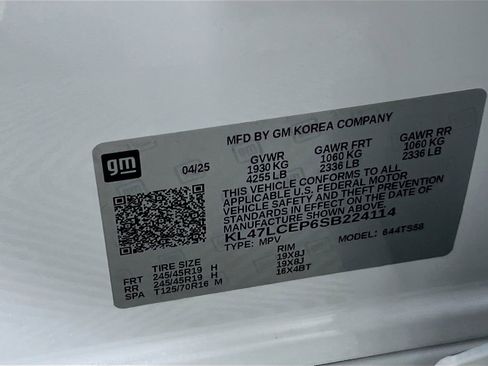 MFD BY GM KOREA COMPANY
gm
04/25
GVWR GAWR FRT GAWR RR
1930 KG 1060 KG 1060 KG
4255 LB 2336 LB 2336 LB
THIS VEHICLE CONFORMS TO ALL
APPLICABLE U.S. FEDERAL MOTOR
VEHICLE SAFETY AND THEFT PREVENTION
STANDARDS IN EFFECT ON THE DATE OF
MANUFACTURE SHOWN ABOVE.
KL47LCEP6SB224114
TYPE: MPV MODEL: 644TS58
TIRE SIZE RIM
FRT 245/45R19 H 19X8J
RR 245/45R19 H 19X8J
SPA T125/70R16 M 16X4BT